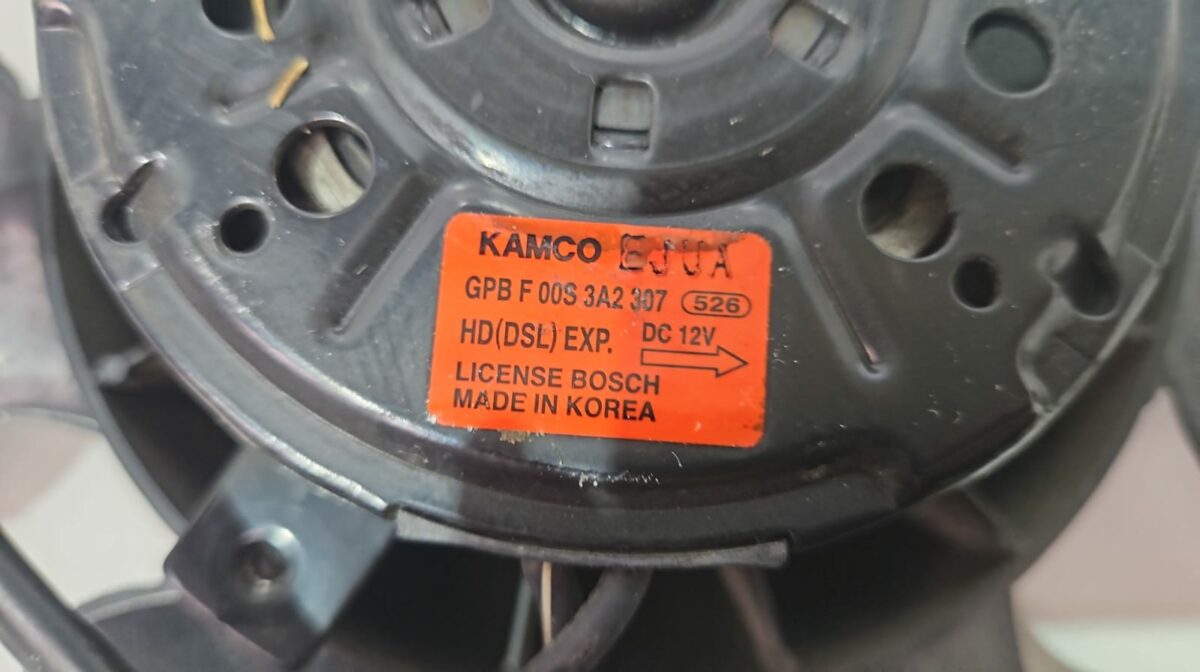 KAMCO EJUA
GPB F 00S 3A2 307 526
HD(DSL) EXP. DC 12V
LICENSE BOSCH
MADE IN KOREA